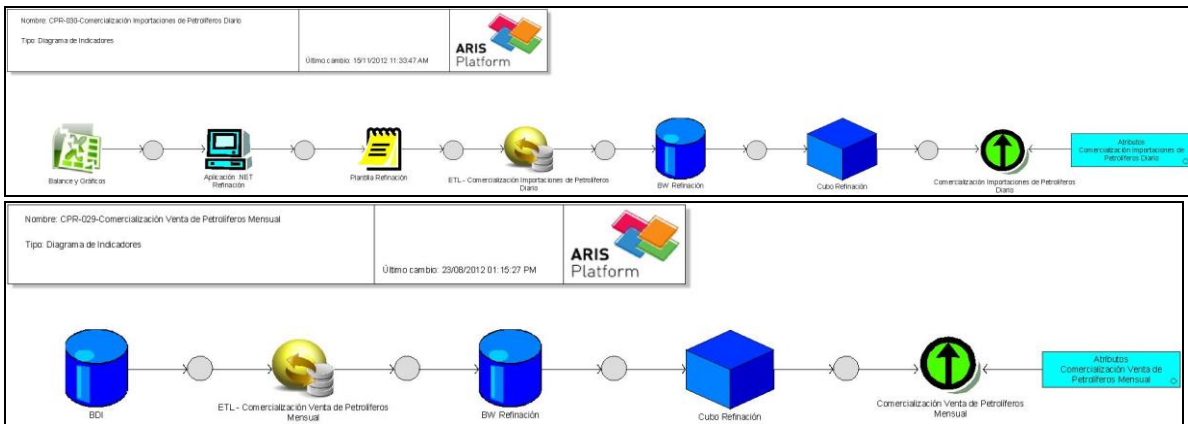 Nombre: CPR-030-Comercialización Importaciones de Petrolíferos Diario
Tipo: Diagrama de Indicadores
Último cambio: 15/11/2012 11:33:47 AM
ARIS
Platform
Balance y Gráficos
Aplicación .NET
Refinación
Plantilla Refinación
ETL - Comercialización Importaciones de Petrolíferos
Diario
BW Refinación
Cubo Refinación
Comercialización Importaciones de Petrolíferos
Diario
Atributos
Comercialización Importaciones de
Petrolíferos Diario
Nombre: CPR-029-Comercialización Venta de Petrolíferos Mensual
Tipo: Diagrama de Indicadores
Último cambio: 23/08/2012 01:15:27 PM
ARIS
Platform
BDI
ETL - Comercialización Venta de Petrolíferos
Mensual
BW Refinación
Cubo Refinación
Comercialización Venta de Petrolíferos
Mensual
Atributos
Comercialización Venta de
Petrolíferos Mensual